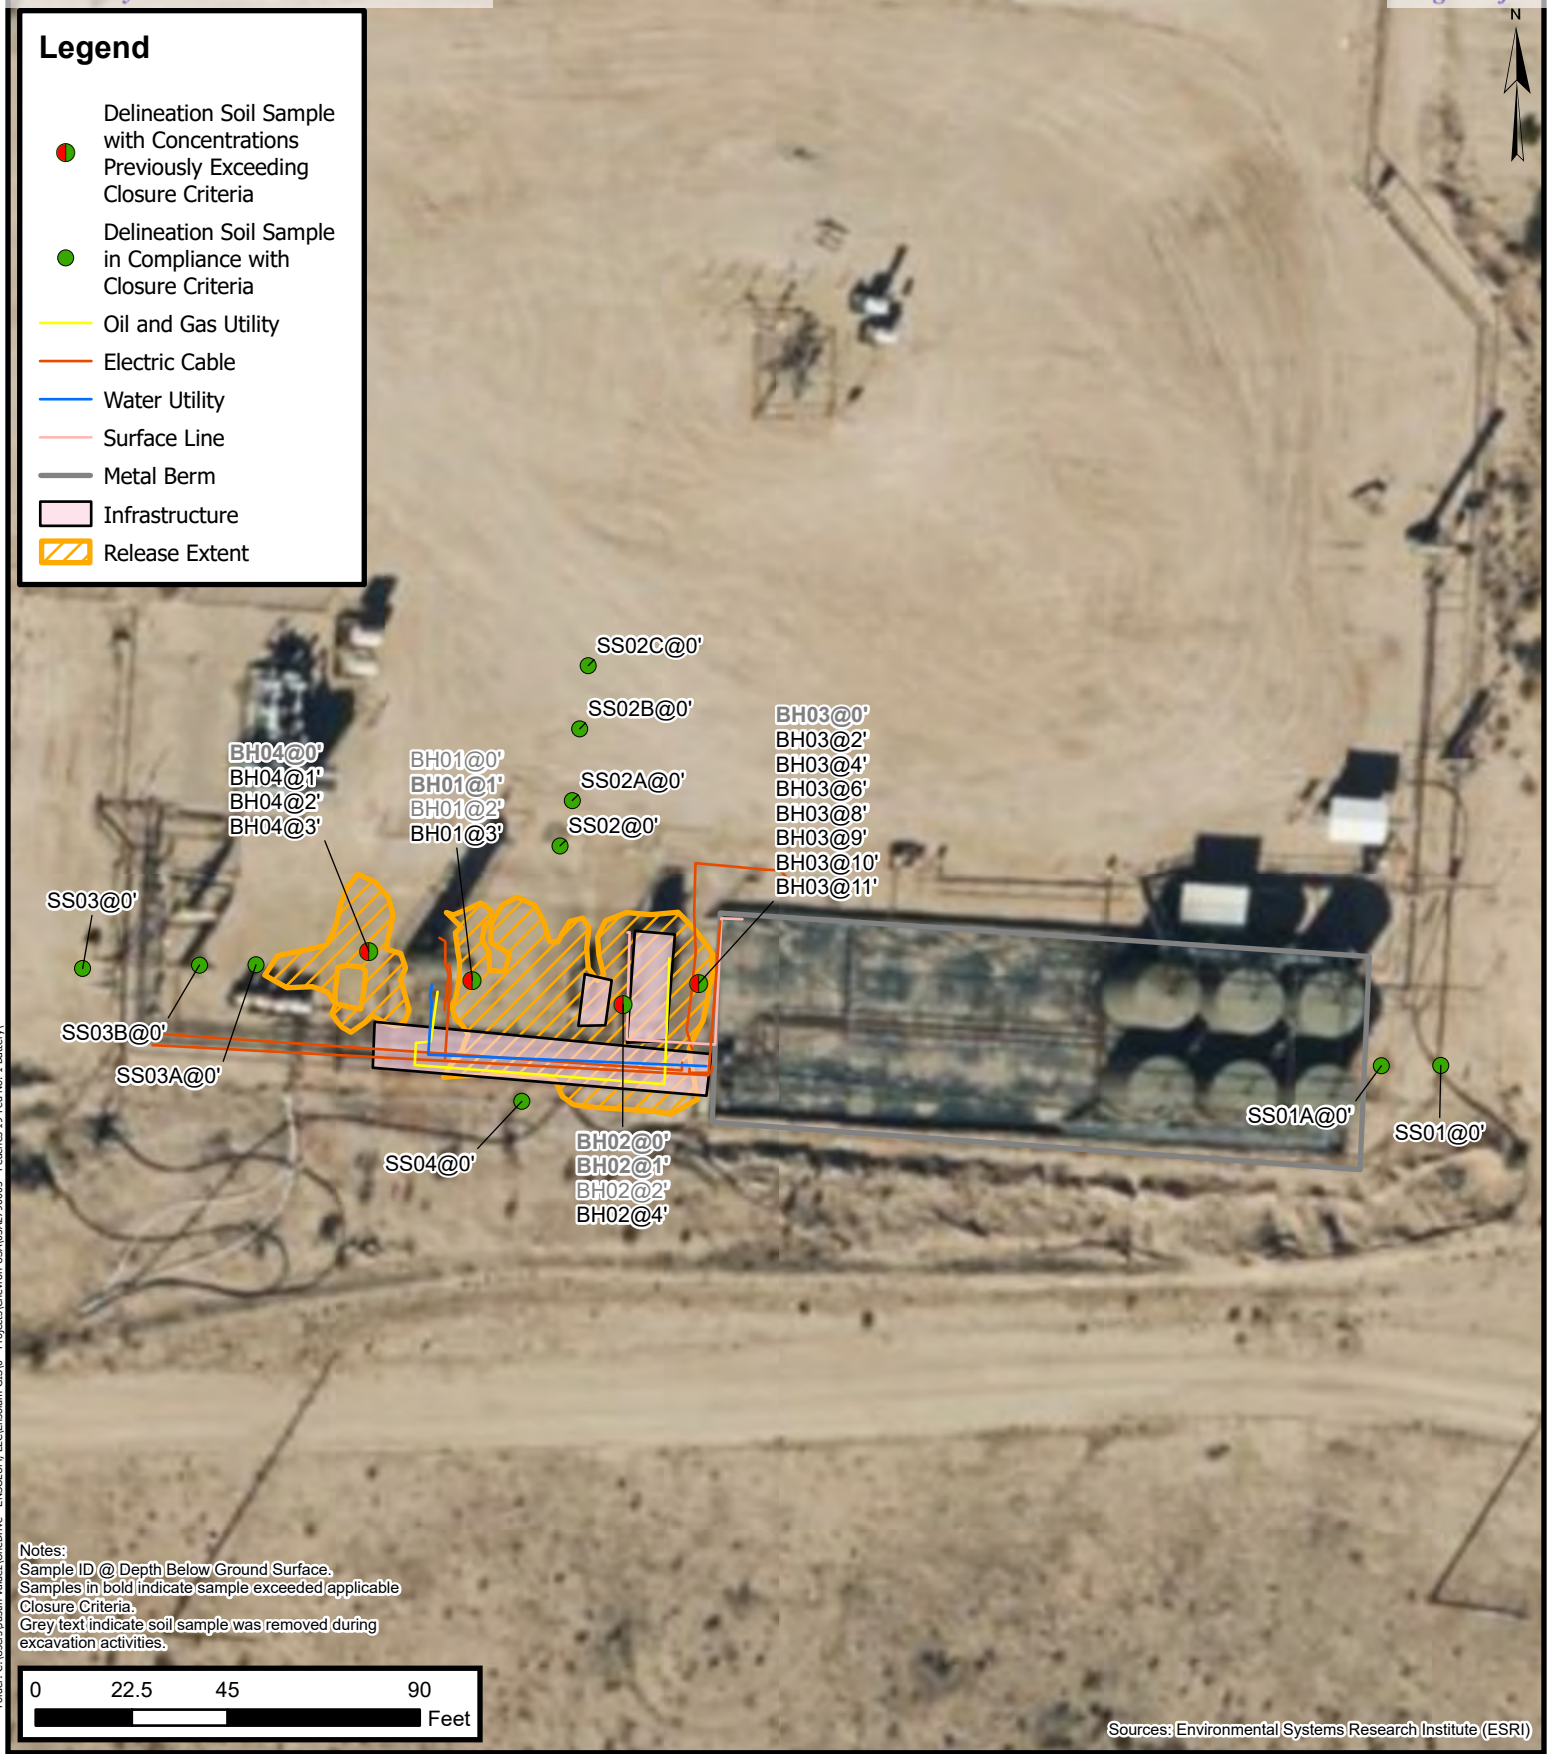 N
Legend
Delineation Soil Sample
with Concentrations
Previously Exceeding
Closure Criteria
Delineation Soil Sample
in Compliance with
Closure Criteria
Oil and Gas Utility
Electric Cable
Water Utility
Surface Line
Metal Berm
Infrastructure
Release Extent
SS02C@0'
SS02B@0'
SS02A@0'
SS02@0'
BH03@0'
BH03@2'
BH03@4'
BH03@6'
BH03@8'
BH03@9'
BH03@10'
BH03@11'
BH04@0'
BH04@1'
BH04@2'
BH04@3'
BH01@0'
BH01@1'
BH01@2'
BH01@3'
SS03@0'
SS03B@0'
SS03A@0'
SS04@0'
BH02@0'
BH02@1'
BH02@2'
BH02@4'
SS01A@0'
SS01@0'
Notes:
Sample ID @ Depth Below Ground Surface.
Samples in bold indicate sample exceeded applicable
Closure Criteria.
Grey text indicate soil sample was removed during
excavation activities.
0 22.5 45 90
Feet
Sources: Environmental Systems Research Institute (ESRI)